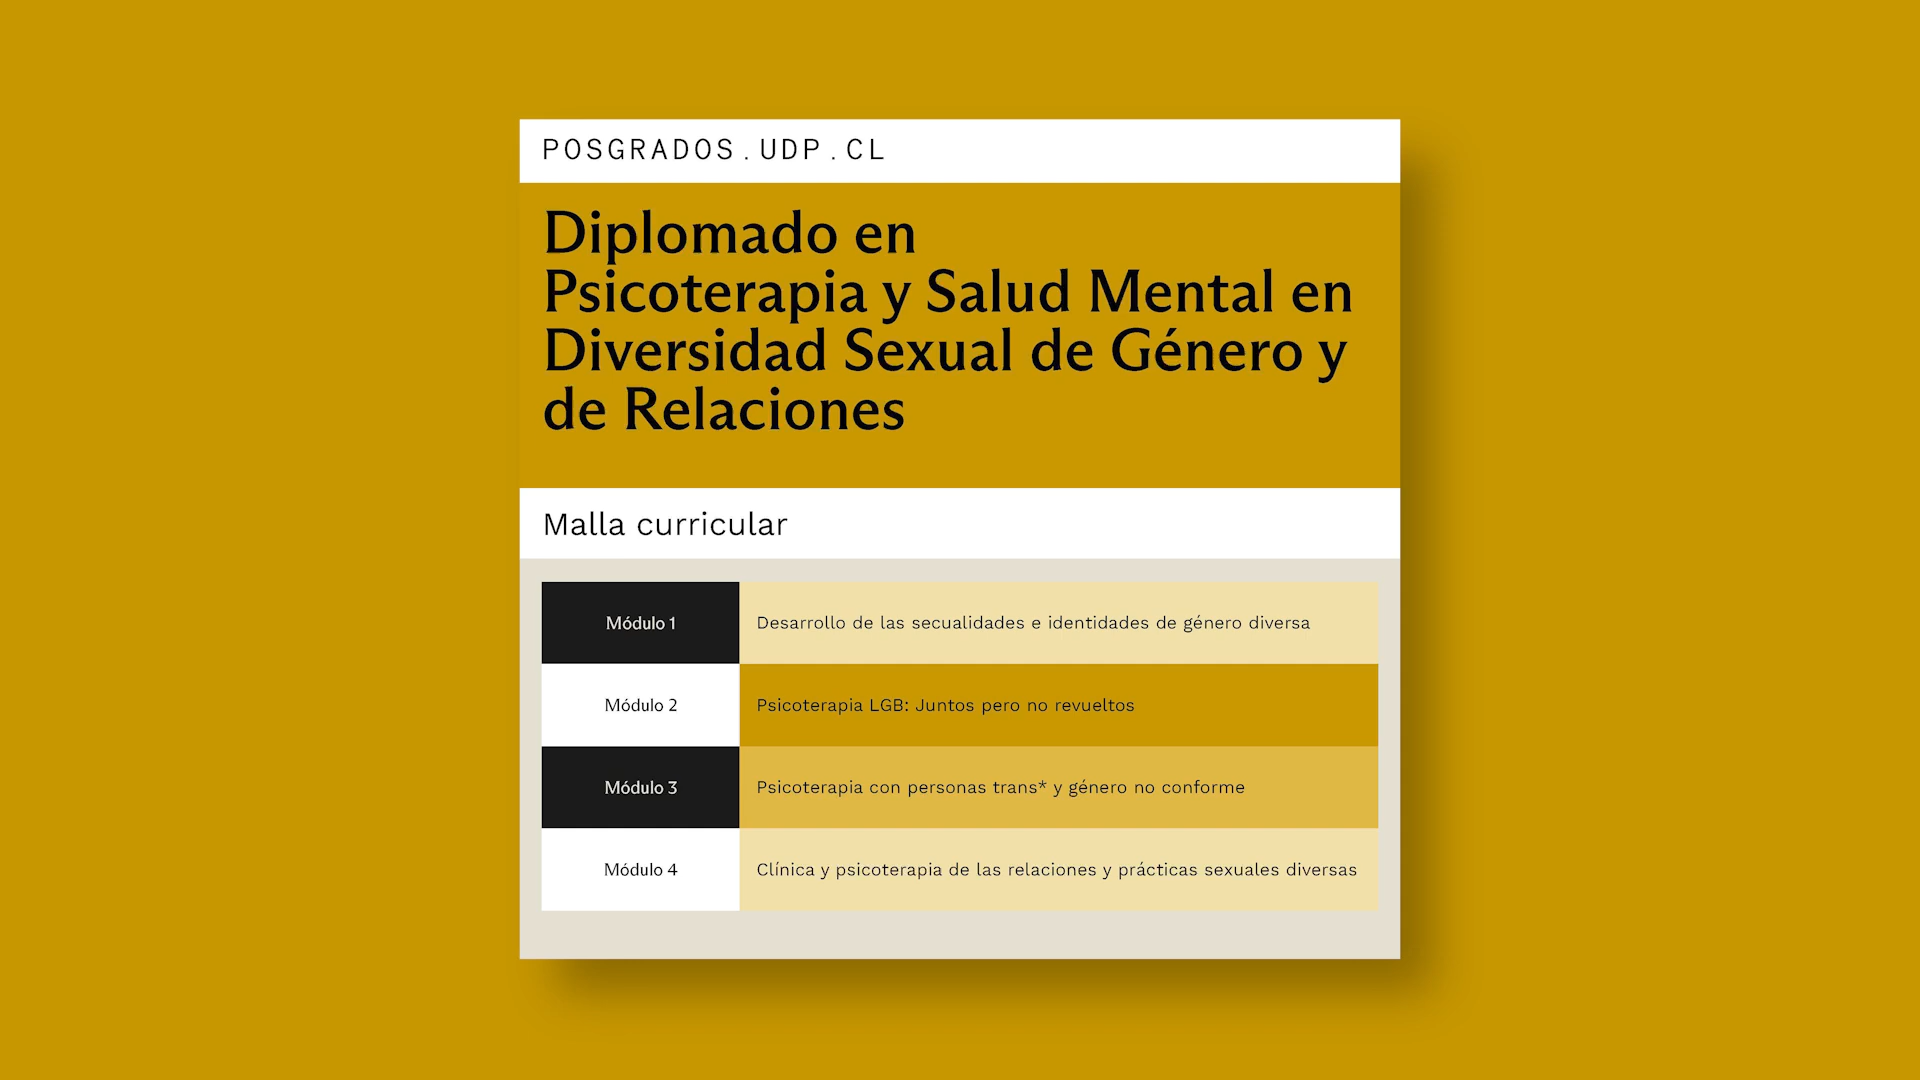 POSGRADOS.UDP.CL
Diplomado en
Psicoterapia y Salud Mental en
Diversidad Sexual de Género y
de Relaciones
Malla curricular
Módulo 1 Desarrollo de las secualidades e identidades de género diversa
Módulo 2 Psicoterapia LGB: Juntos pero no revueltos
Módulo 3 Psicoterapia con personas trans* y género no conforme
Módulo 4 Clínica y psicoterapia de las relaciones y prácticas sexuales diversas